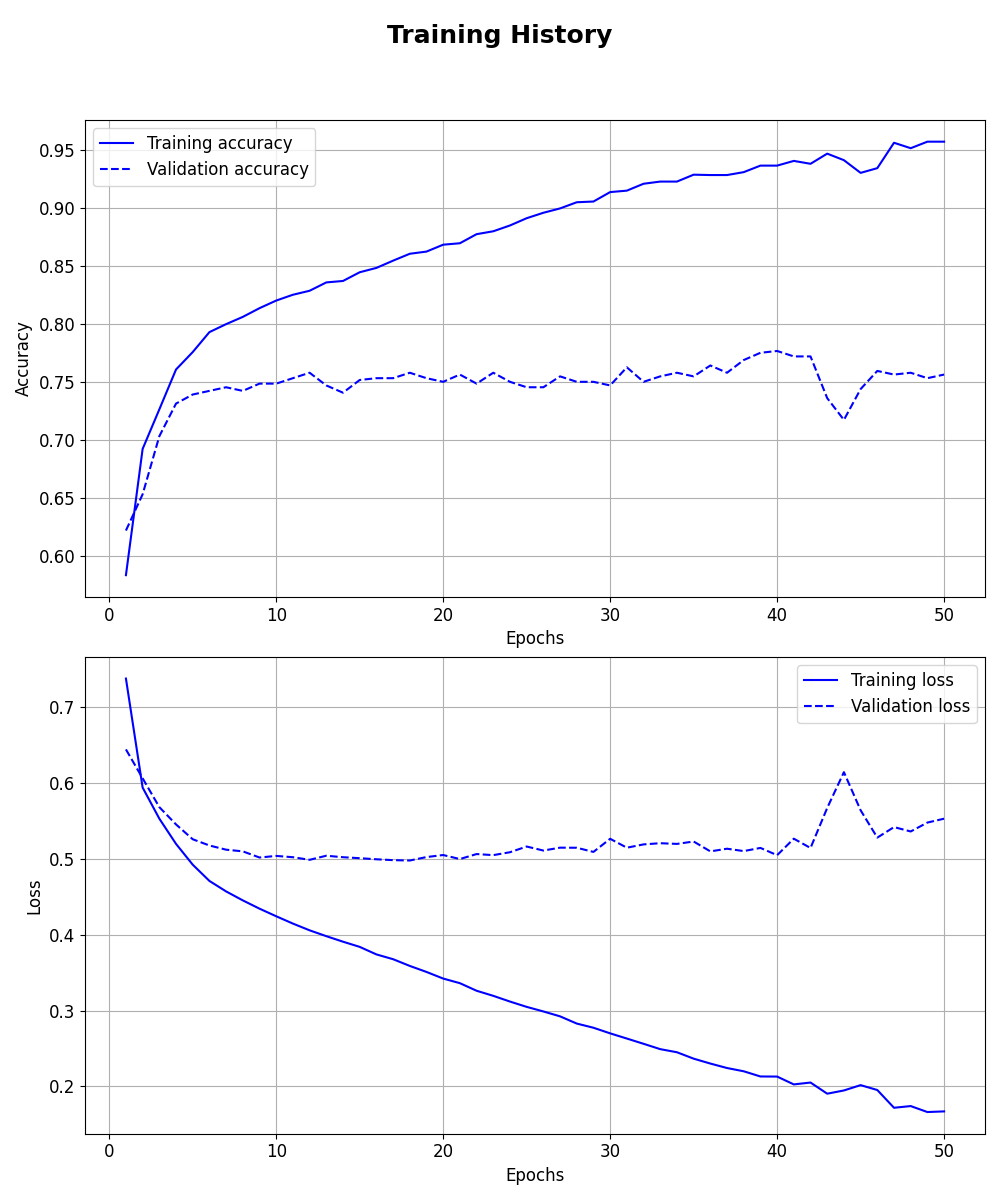 Training History
Training accuracy
Validation accuracy
0.95
0.90
0.85
0.80
0.75
0.70
0.65
0.60
Accuracy
0 10 20 30 40 50
Epochs
Training loss
Validation loss
0.7
0.6
0.5
0.4
0.3
0.2
Loss
0 10 20 30 40 50
Epochs